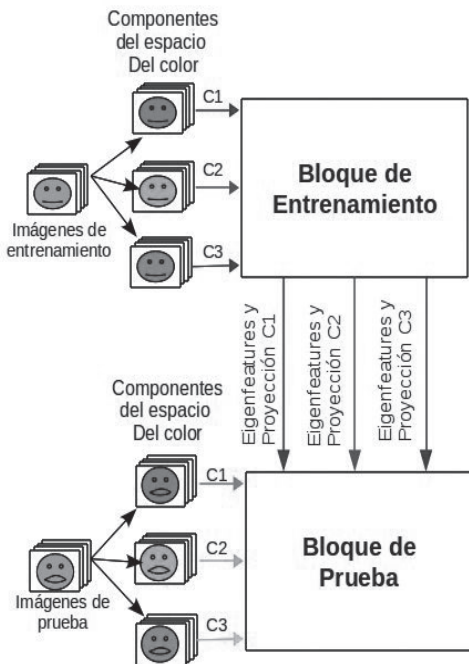 Componentes
del espacio
Del color
C1
C2
C3
Imágenes de
entrenamiento
Bloque de
Entrenamiento
Eigenfeatures y
Proyección C1
Eigenfeatures y
Proyección C2
Eigenfeatures y
Proyección C3
Componentes
del espacio
Del color
C1
C2
C3
Imágenes de
prueba
Bloque de
Prueba